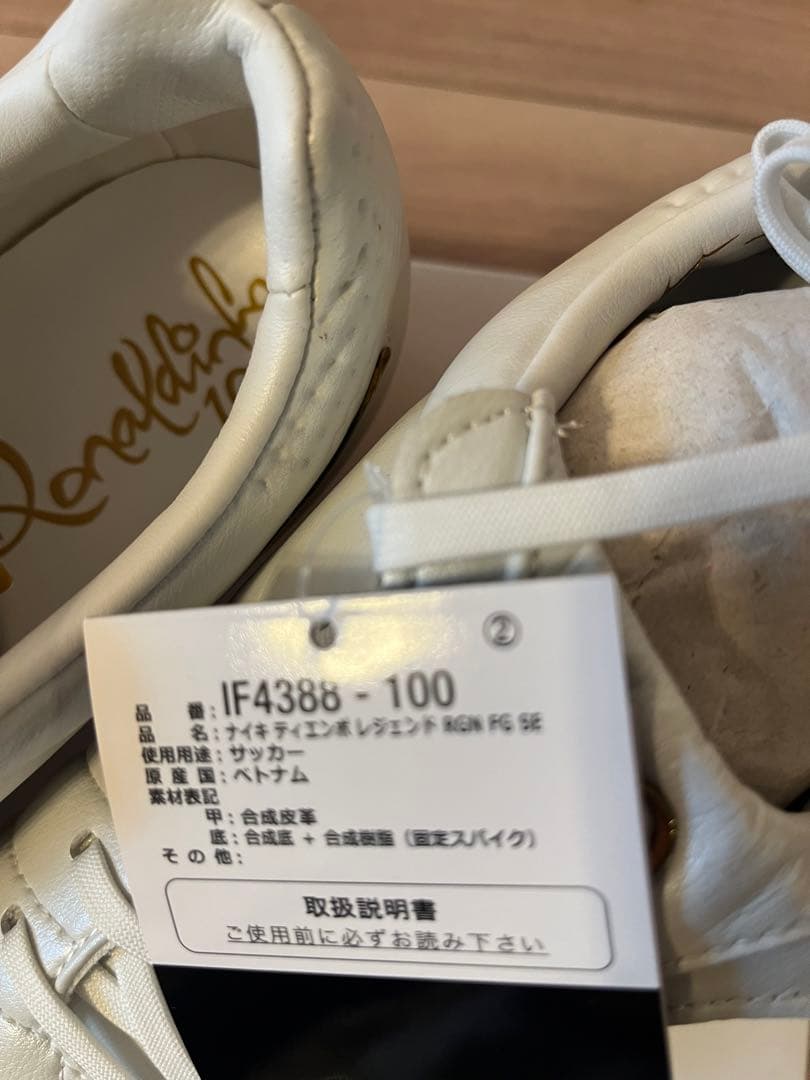 Ronaldinho
10
②
品 番: IF4388 - 100
品 名: ナイキ ティエンポ レジェンド RGN FG SE
使用用途: サッカー
原産国: ベトナム
素材表記
甲: 合成皮革
底: 合成底 + 合成樹脂 (固定スパイク)
その他:
取扱説明書
ご使用前に必ずお読み下さい